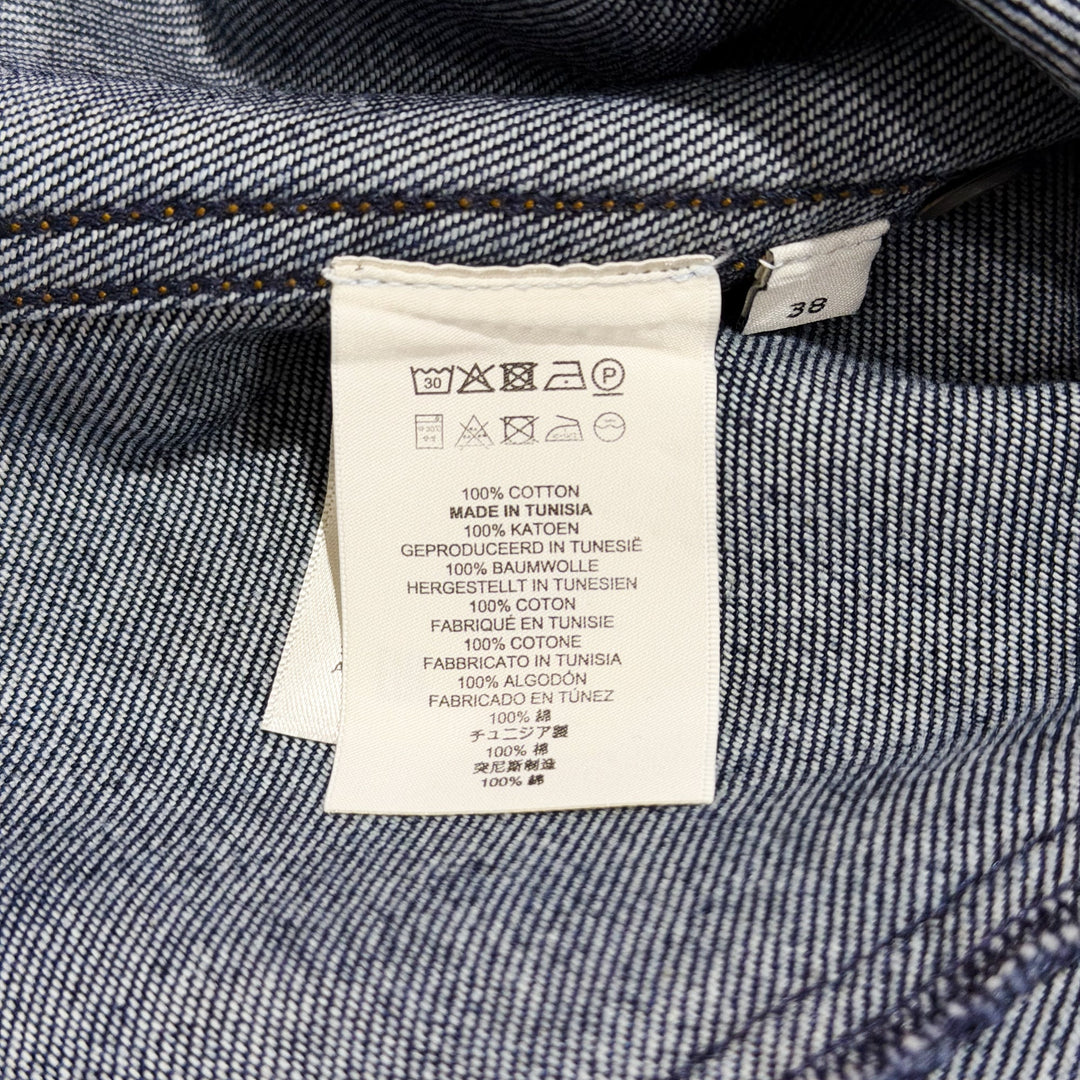 38
30
P
100% COTTON
MADE IN TUNISIA
100% KATOEN
GEPRODUCEERD IN TUNESIË
100% BAUMWOLLE
HERGESTELLT IN TUNESIEN
100% COTON
FABRIQUÉ EN TUNISIE
100% COTONE
FABBRICATO IN TUNISIA
100% ALGODÓN
FABRICADO EN TÚNEZ
100% 綿
チュニジア製
100% 棉
突尼斯制造
100% 綿
A